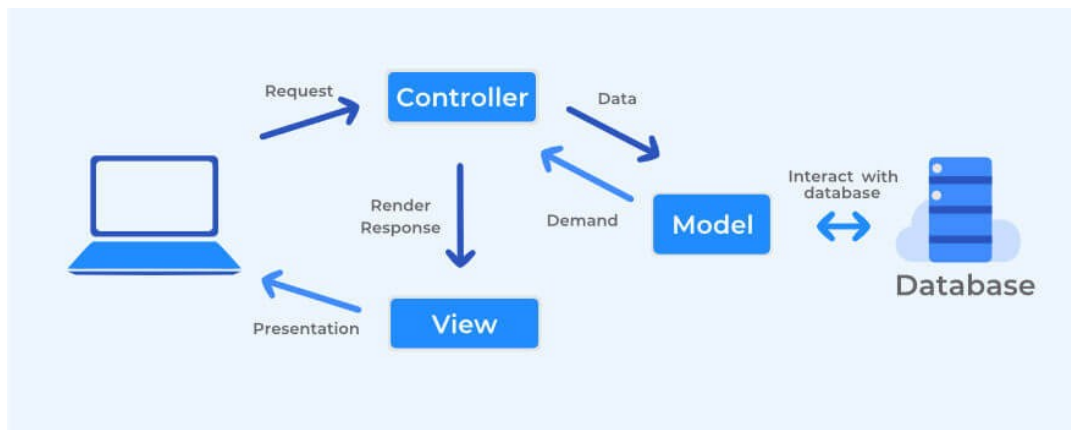 Request
Controller
Data
Interact with
database
Render
Response
Demand
Model
Database
Presentation
View